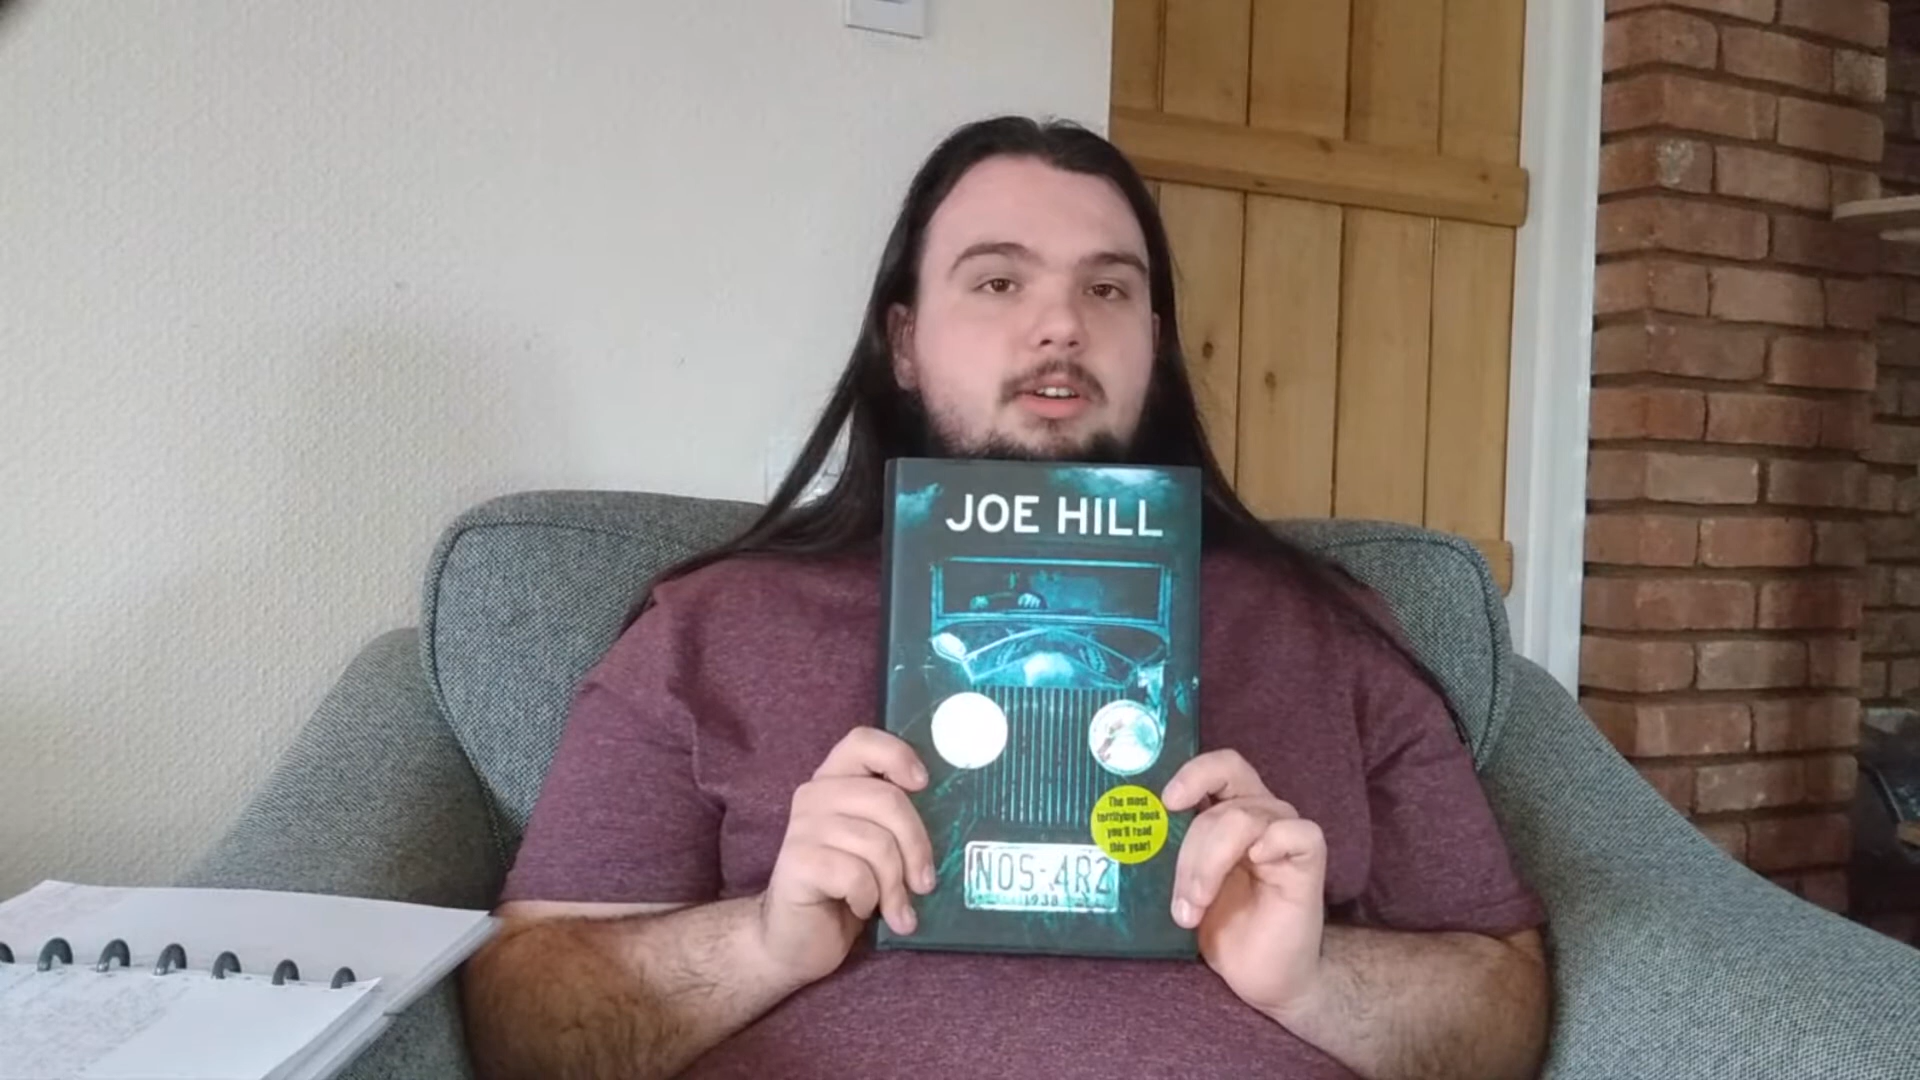 JOE HILL
The most
terrifying book
you'll read
this year!
NOS-4R2
1938